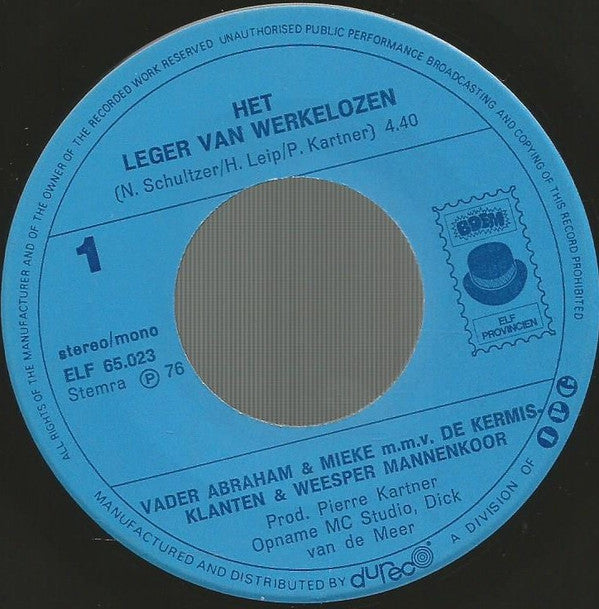 ALL RIGHTS OF THE MANUFACTURER AND OF THE OWNER OF THE RECORDED WORK RESERVED UNAUTHORISED PUBLIC PERFORMANCE BROADCASTING AND COPYING OF THIS RECORD PROHIBITED
HET
LEGER VAN WERKELOZEN
(N. Schultzer/H. Leip/P. Kartner) 4.40
1
ELF
PROVINCIEN
stereo/mono
ELF 65.023
Stemra ℗ 76
VADER ABRAHAM & MIEKE m.m.v. DE KERMIS-
KLANTEN & WEESPER MANNENKOOR
Prod. Pierre Kartner
Opname MC Studio, Dick
van de Meer
MANUFACTURED AND DISTRIBUTED BY dureco A DIVISION OF